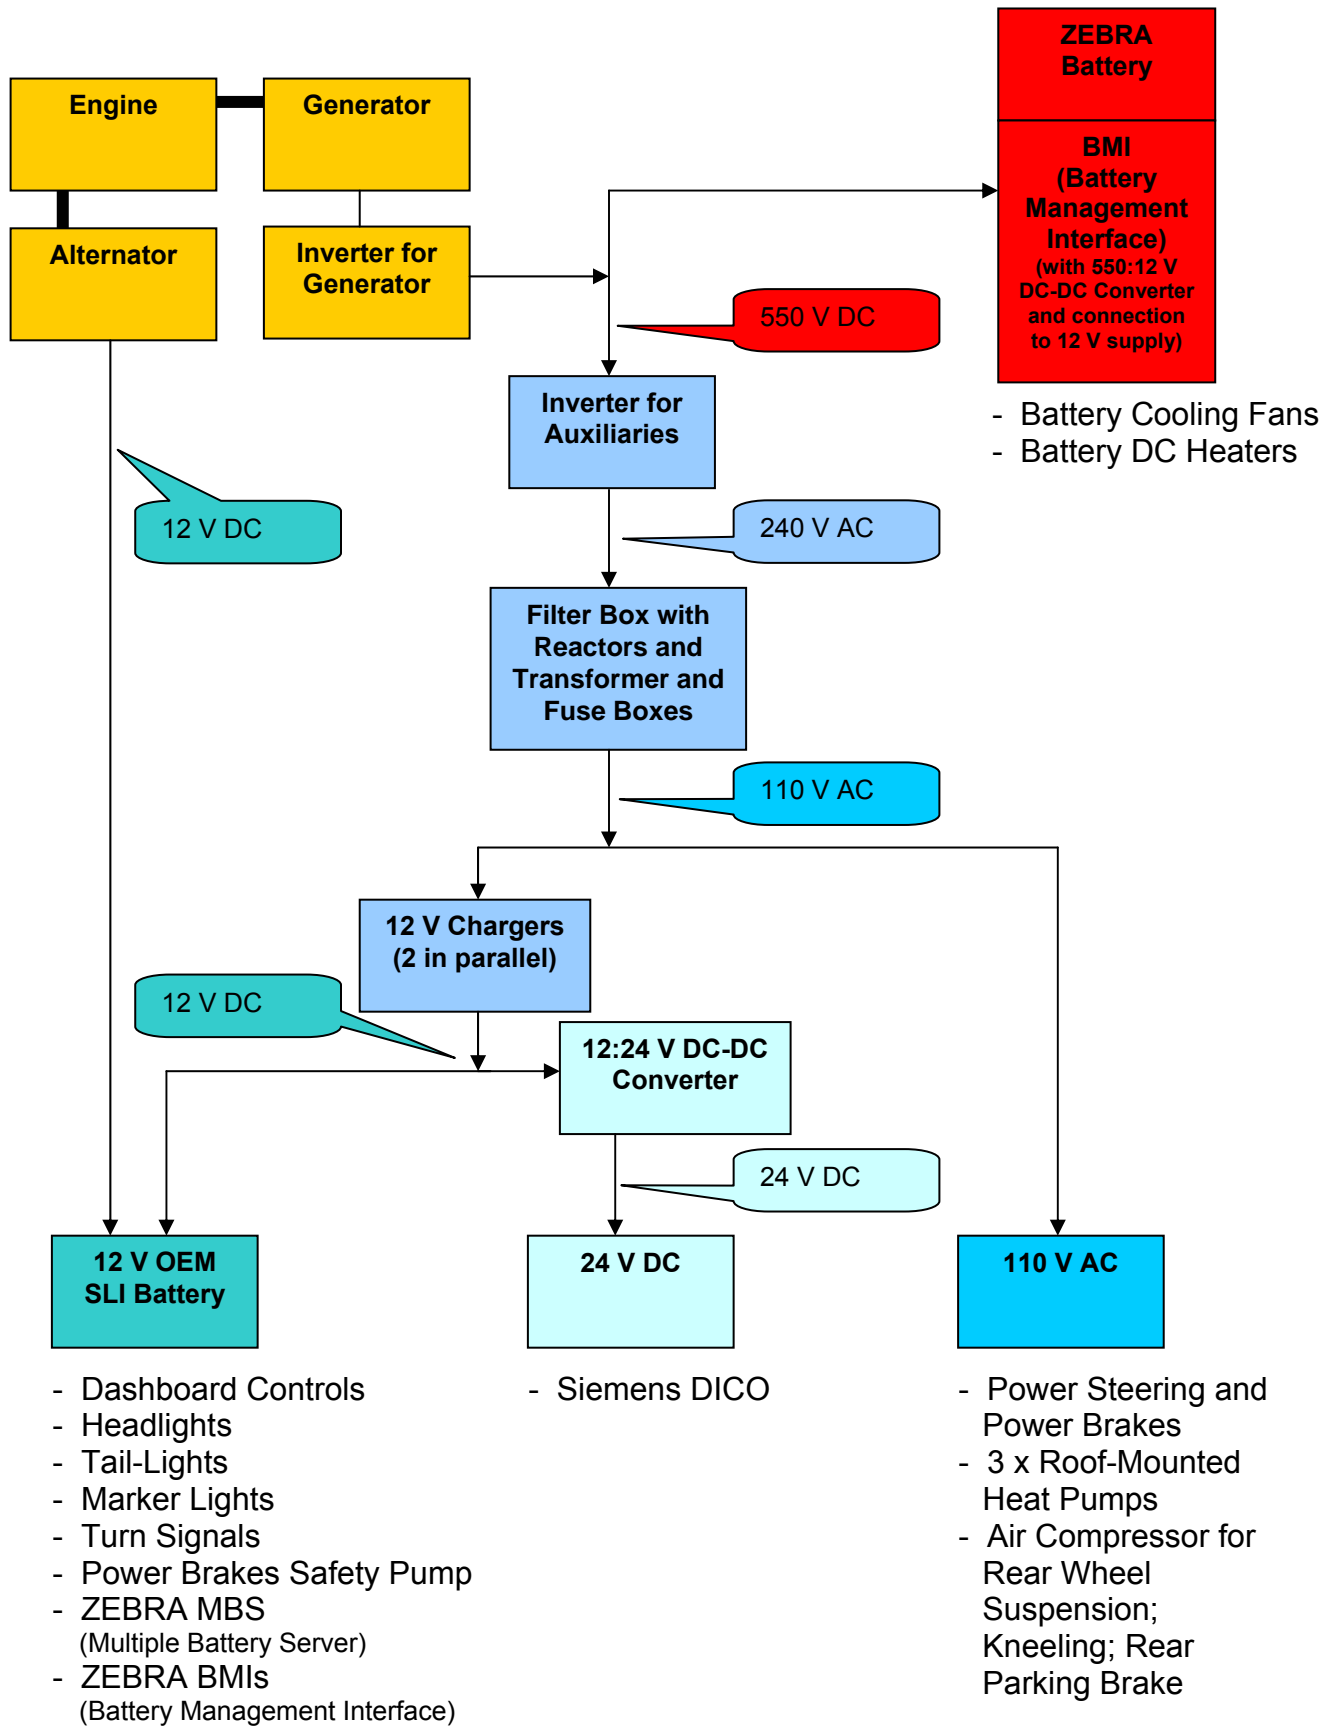 ZEBRA
Battery
Engine
Generator
BMI
(Battery
Management
Interface)
(with 550:12 V
DC-DC Converter
and connection
to 12 V supply)
Alternator
Inverter for
Generator
550 V DC
Inverter for
Auxiliaries
- Battery Cooling Fans
- Battery DC Heaters
12 V DC
240 V AC
Filter Box with
Reactors and
Transformer and
Fuse Boxes
110 V AC
12 V Chargers
(2 in parallel)
12 V DC
12:24 V DC-DC
Converter
24 V DC
12 V OEM
SLI Battery
24 V DC
110 V AC
- Dashboard Controls
- Headlights
- Tail-Lights
- Marker Lights
- Turn Signals
- Power Brakes Safety Pump
- ZEBRA MBS
(Multiple Battery Server)
- ZEBRA BMIs
(Battery Management Interface)
- Siemens DICO
- Power Steering and
Power Brakes
- 3 x Roof-Mounted
Heat Pumps
- Air Compressor for
Rear Wheel
Suspension;
Kneeling; Rear
Parking Brake